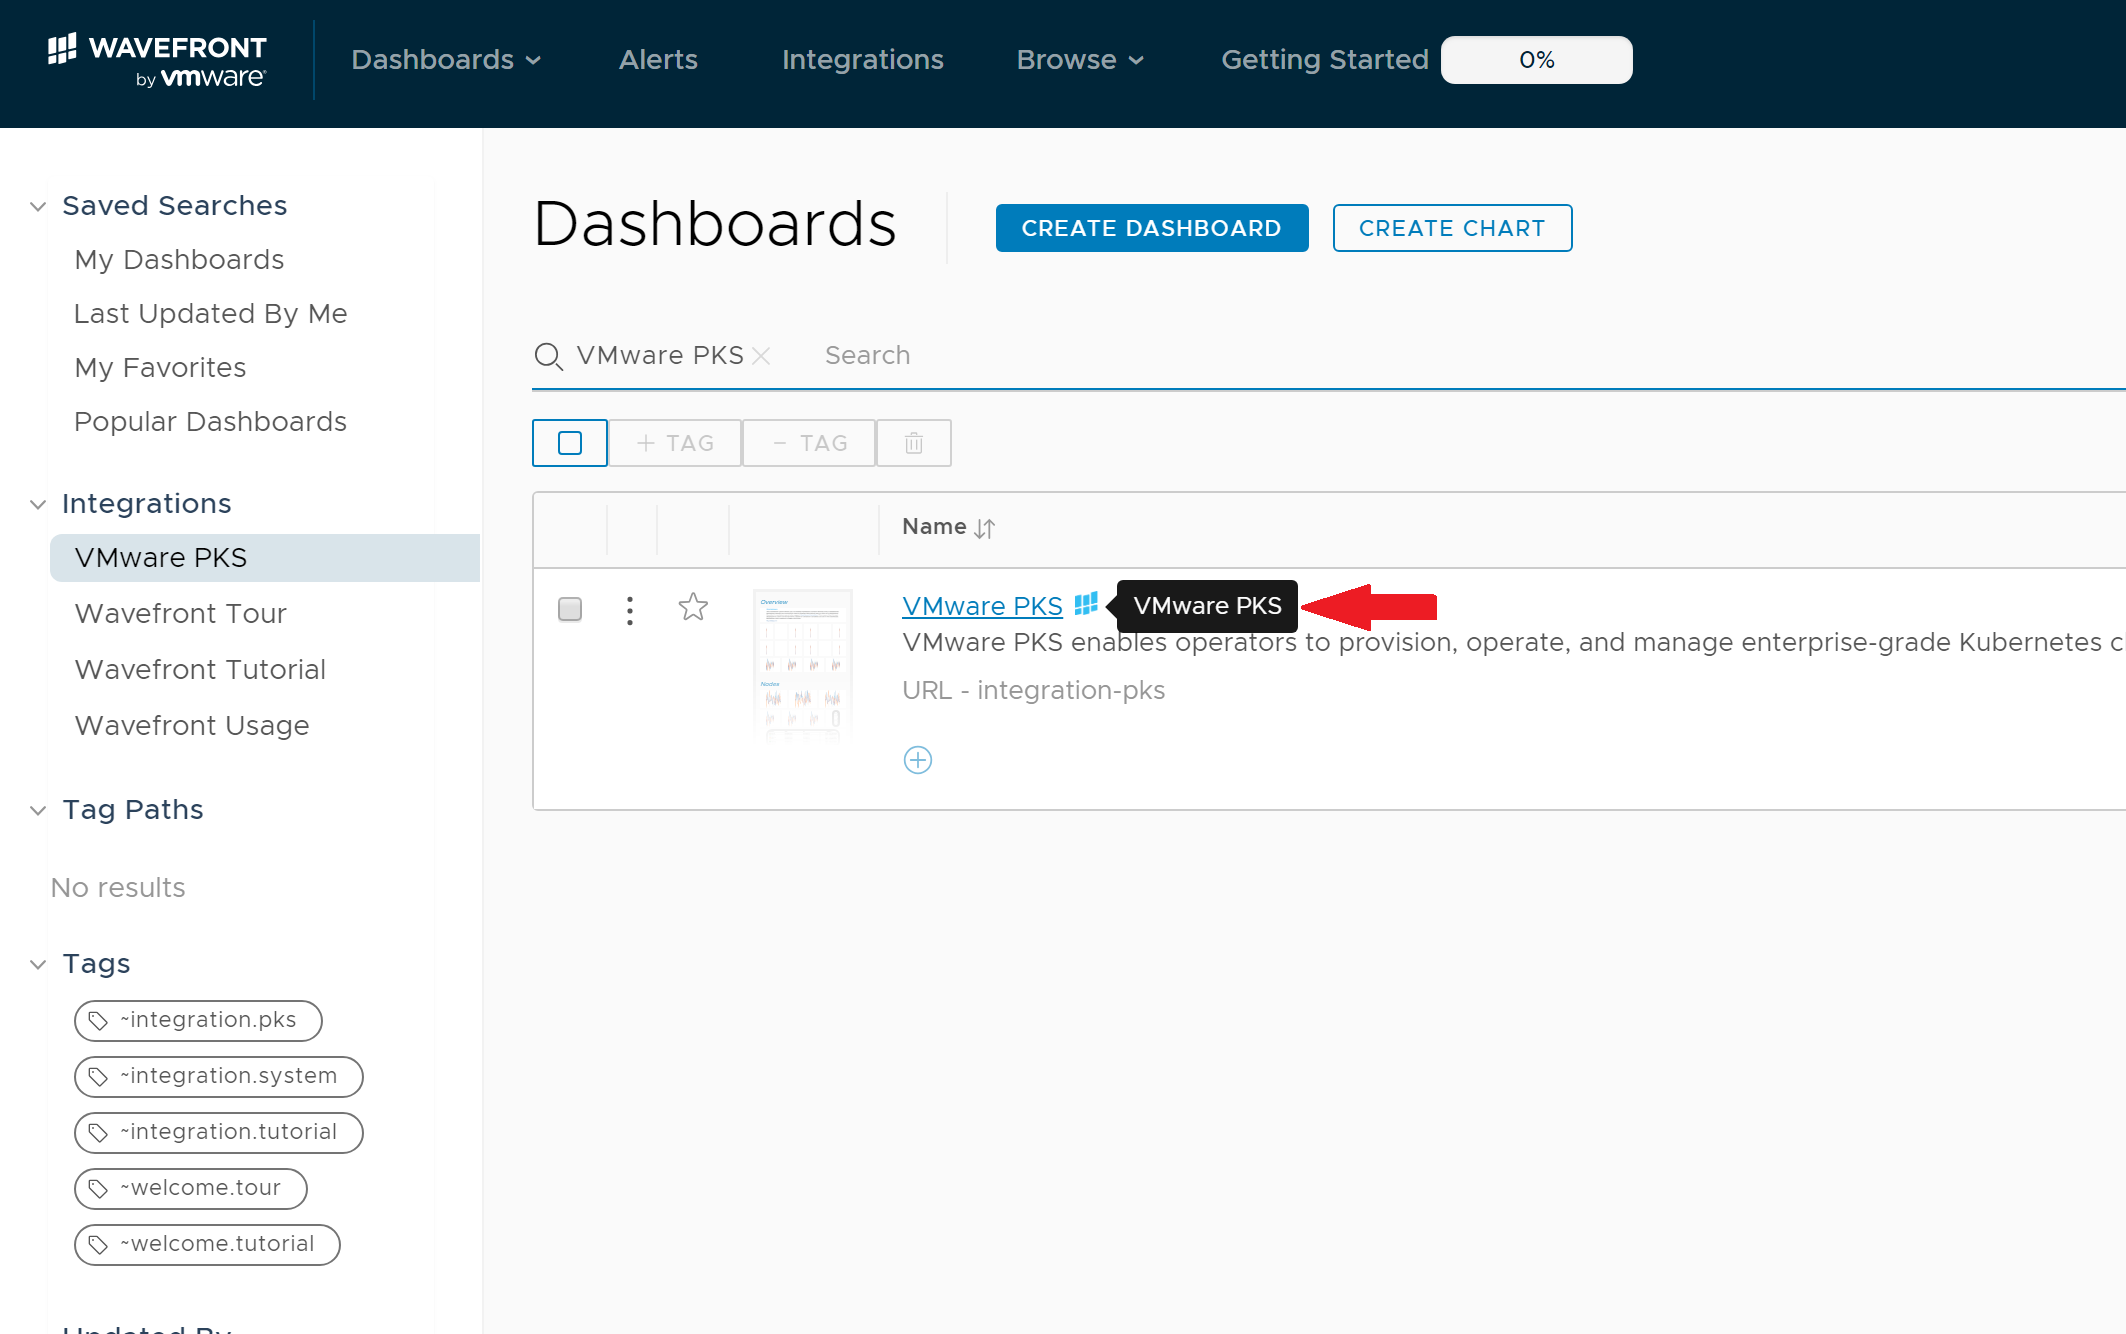 WAVEFRONT
by vmware
Dashboards
Alerts
Integrations
Browse
Getting Started
0%
Saved Searches
My Dashboards
Last Updated By Me
My Favorites
Popular Dashboards
Integrations
VMware PKS
Wavefront Tour
Wavefront Tutorial
Wavefront Usage
Tag Paths
No results
Tags
~integration.pks
~integration.system
~integration.tutorial
~welcome.tour
~welcome.tutorial
Updated By
Dashboards
CREATE DASHBOARD
CREATE CHART
VMware PKS
Search
+ TAG
− TAG
Name
Overview
Nodes
VMware PKS
VMware PKS
VMware PKS enables operators to provision, operate, and manage enterprise-grade Kubernetes
URL - integration-pks